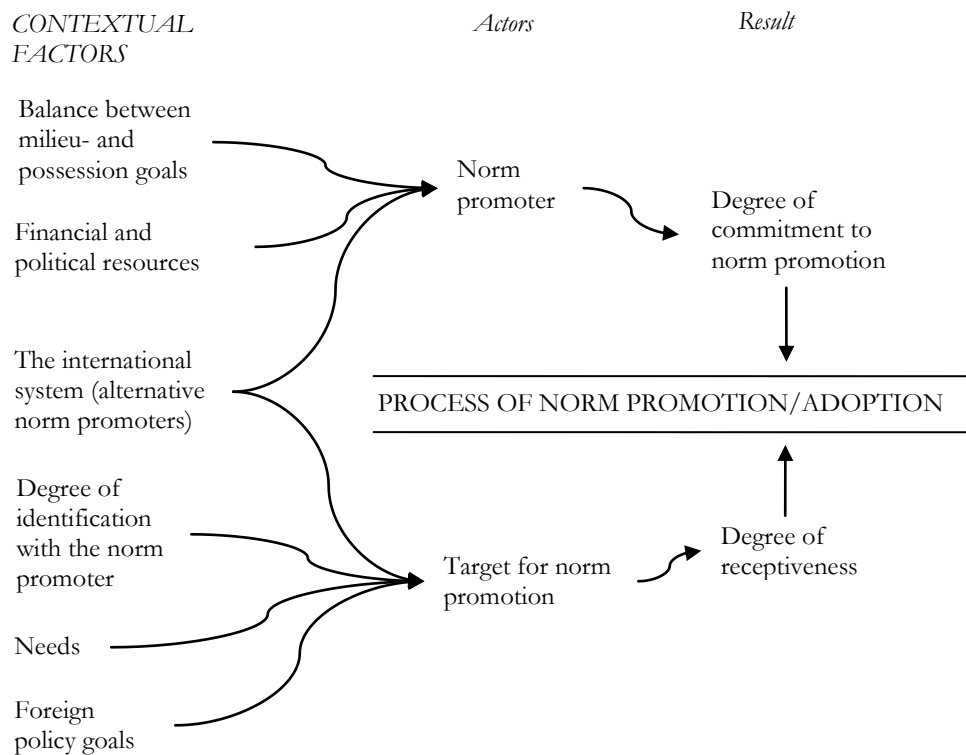 CONTEXTUAL
FACTORS
Actors
Result
Balance between
milieu- and
possession goals
Norm
promoter
Degree of
commitment to
norm promotion
Financial and
political resources
The international
system (alternative
norm promoters)
PROCESS OF NORM PROMOTION/ADOPTION
Degree of
identification
with the norm
promoter
Target for norm
promotion
Degree of
receptiveness
Needs
Foreign
policy goals